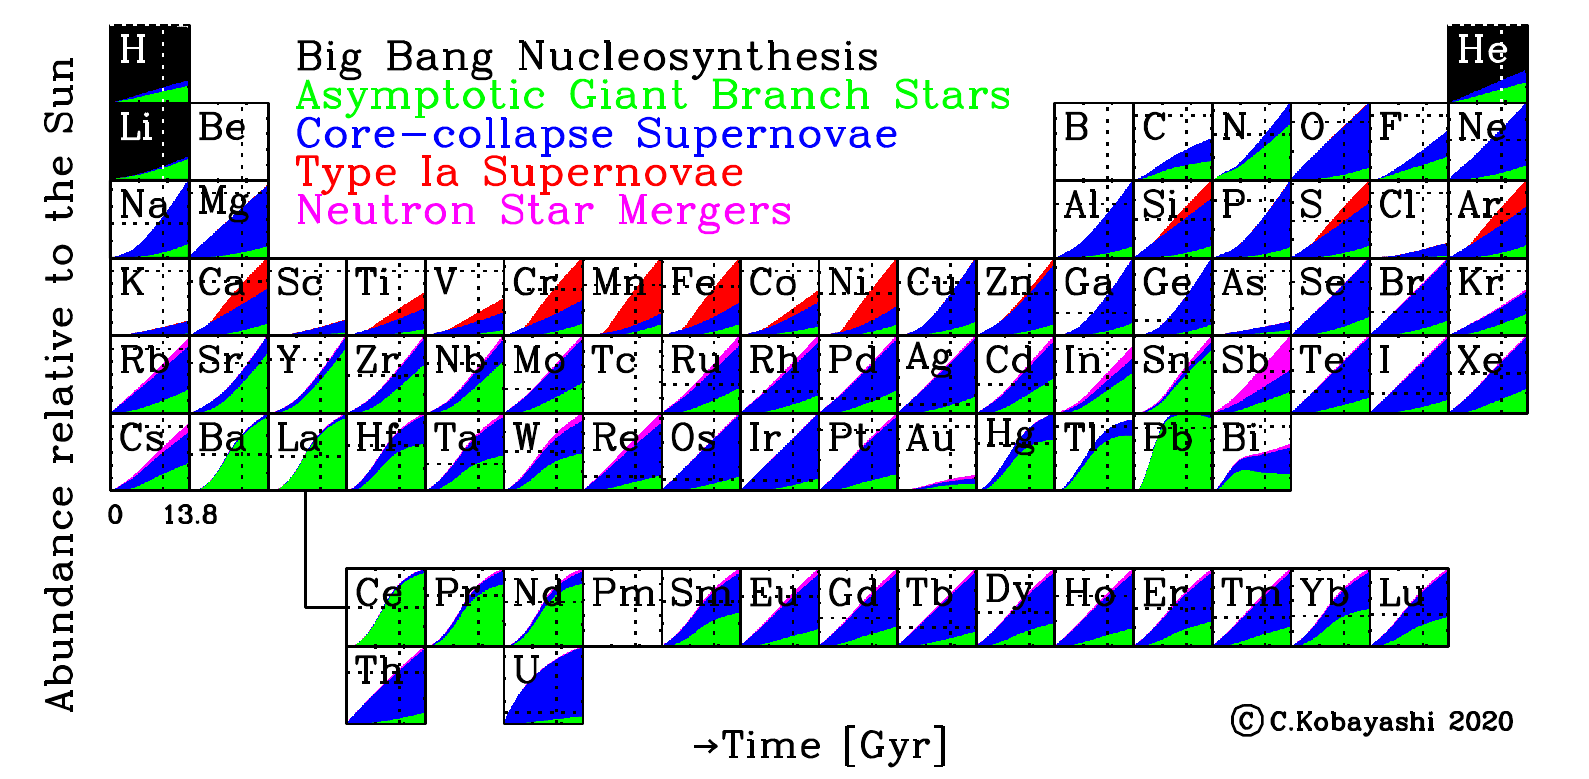 H He
Big Bang Nucleosynthesis
Asymptotic Giant Branch Stars
Core-collapse Supernovae
Type Ia Supernovae
Neutron Star Mergers
Abundance relative to the Sun
Li Be B C N O F Ne
Na Mg Al Si P S Cl Ar
K Ca Sc Ti V Cr Mn Fe Co Ni Cu Zn Ga Ge As Se Br Kr
Rb Sr Y Zr Nb Mo Tc Ru Rh Pd Ag Cd In Sn Sb Te I Xe
Cs Ba La Hf Ta W Re Os Ir Pt Au Hg Tl Pb Bi
0 13.8
Ce Pr Nd Pm Sm Eu Gd Tb Dy Ho Er Tm Yb Lu
Th U
→Time [Gyr]
© C.Kobayashi 2020